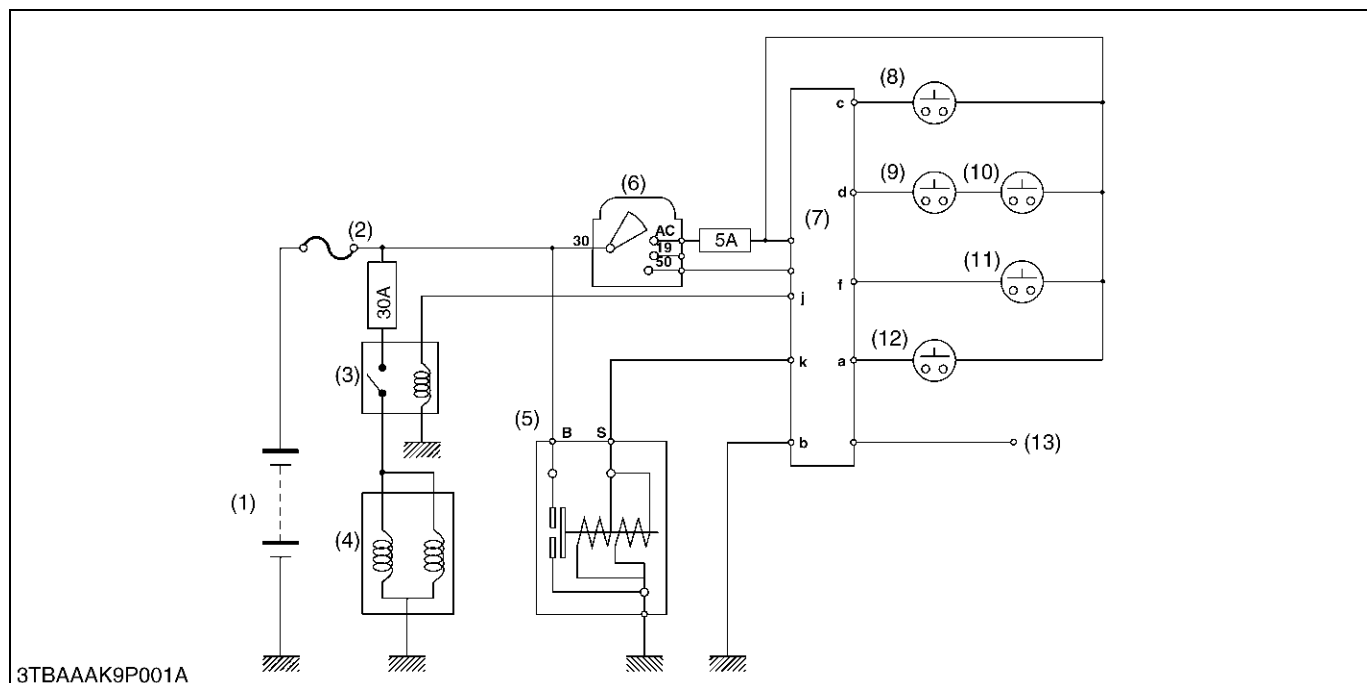 (8)
c
(9) (10)
d
(6)
(7)
AC
(2)
30
19
5A
50
(11)
30A
j
f
(12)
(3)
k
a
(5)
B
S
b
(13)
(1)
(4)
3TBAAAK9P001A